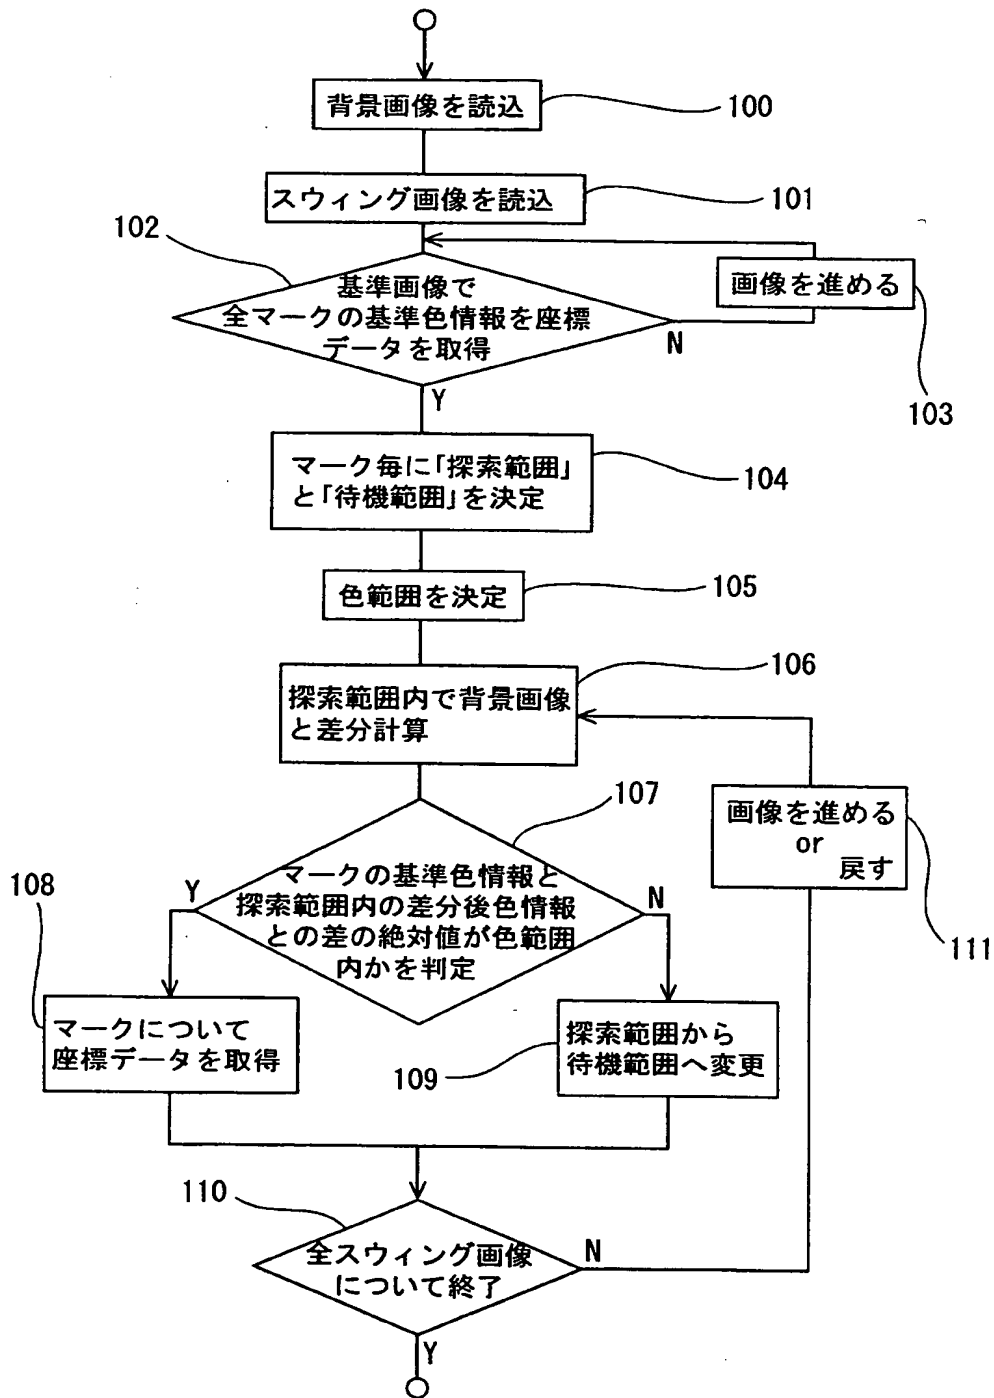 背景画像を読込
100
スウィング画像を読込
101
102
基準画像で
全マークの基準色情報を座標
データを取得
N
画像を進める
103
Y
マーク毎に「探索範囲」
と「待機範囲」を決定
104
色範囲を決定
105
探索範囲内で背景画像
と差分計算
106
107
マークの基準色情報と
探索範囲内の差分後色情報
との差の絶対値が色範囲
内かを判定
Y
N
108
マークについて
座標データを取得
探索範囲から
待機範囲へ変更
109
画像を進める
or
戻す
111
110
全スウィング画像
について終了
N
Y